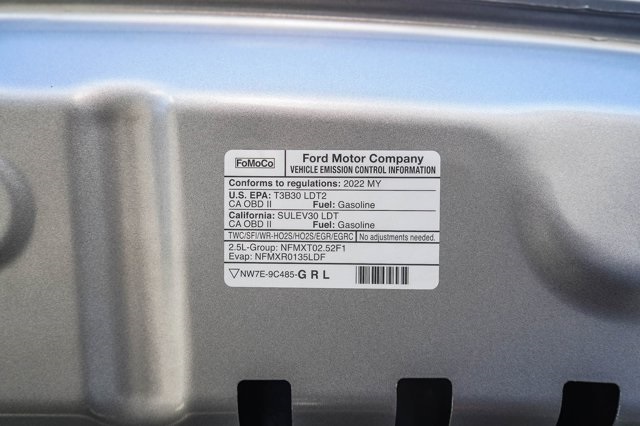 FoMoCo
Ford Motor Company
VEHICLE EMISSION CONTROL INFORMATION
Conforms to regulations: 2022 MY
U.S. EPA: T3B30 LDT2
CA OBD II Fuel: Gasoline
California: SULEV30 LDT
CA OBD II Fuel: Gasoline
TWC/SFI/WR-HO2S/HO2S/EGR/EGRC No adjustments needed.
2.5L-Group: NFMXT02.52F1
Evap: NFMXR0135LDF
NW7E-9C485-G R L